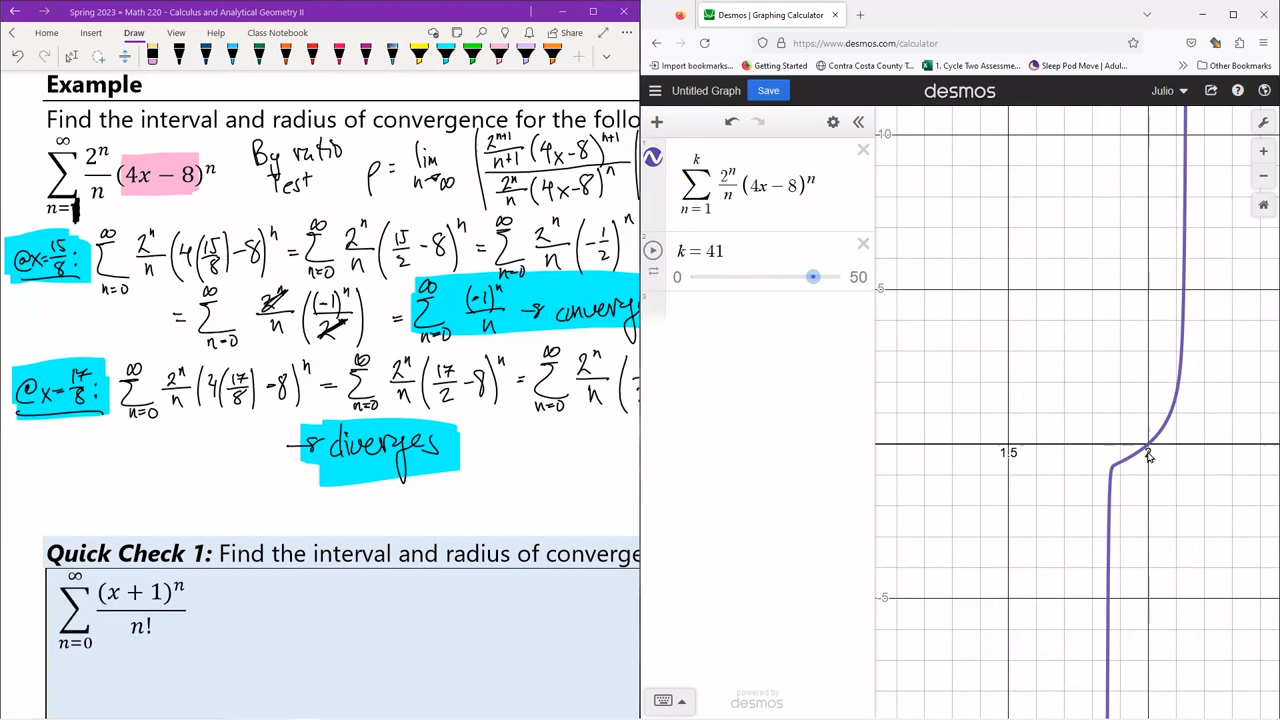 Spring 2023 » Math 220 - Calculus and Analytical Geometry II
Home Insert Draw View Help Class Notebook Share
Example
Find the interval and radius of convergence for the follo
∞ ∑ n=1 2^n/n (4x − 8)^n
By ratio test ρ = lim n→∞ | 2^(n+1)/(n+1) (4x-8)^(n+1) / 2^n/n (4x-8)^n
@x=15/8: ∞ ∑ n=0 2^n/n (4(15/8)-8)^n = ∞ ∑ n=0 2^n/n (15/2 -8)^n = ∞ ∑ n=0 2^n/n (-1/2)^n
= ∞ ∑ n=0 2^n/n ((-1)^n/2^n) = ∞ ∑ n=0 (-1)^n/n → converg
@x=17/8: ∞ ∑ n=0 2^n/n (4(17/8) -8)^n = ∞ ∑ n=0 2^n/n (17/2 -8)^n = ∞ ∑ n=0 2^n/n
→ diverges
Quick Check 1: Find the interval and radius of converge
∞ ∑ n=0 (x + 1)^n/n!
Desmos | Graphing Calculator
https://www.desmos.com/calculator
Import bookmarks... Getting Started Contra Costa County T... 1. Cycle Two Assessme... Sleep Pod Move | Adul... Other Bookmarks
Untitled Graph Save desmos Julio
1
k ∑ n=1 2^n/n (4x − 8)^n
2
k = 41
0 50
3
powered by
desmos
10
5
1.5 2
-5